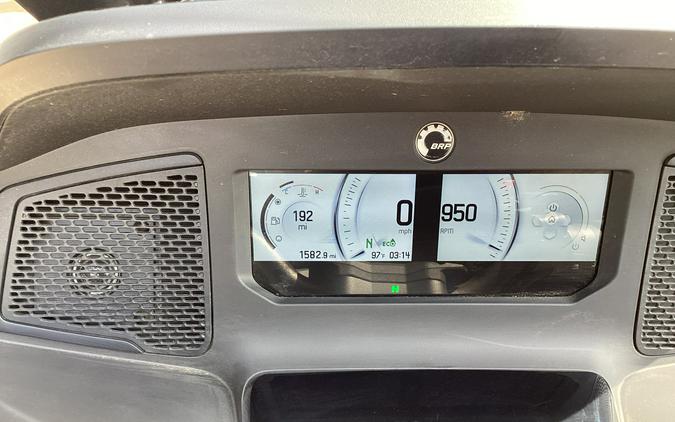 BRP
C H
192
mi
0
mph
950
RPM
N ECO
1582.9 mi
97°F 03:14
N